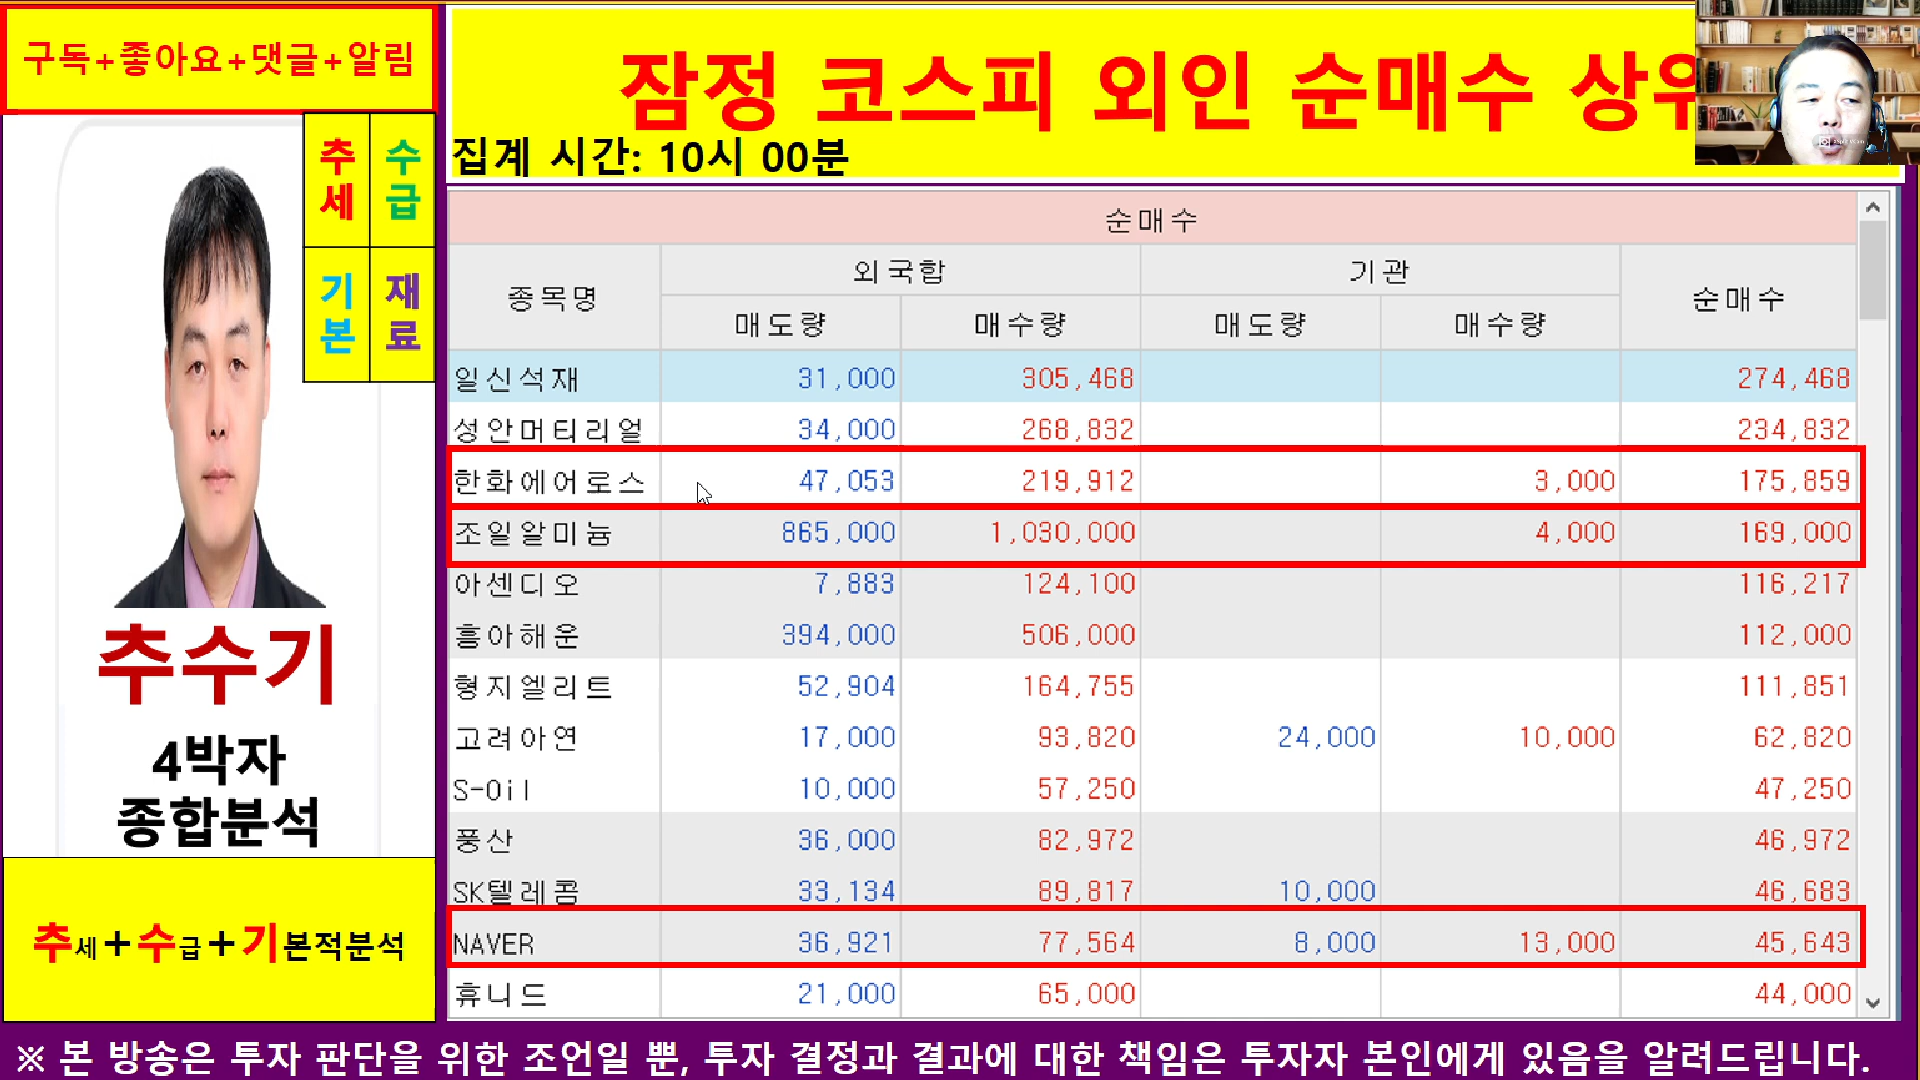 구독+좋아요+댓글+알림
추세
수급
기본
재료
추수기
4박자
종합분석
추세+수급+기본적분석
잠정 코스피 외인 순매수 상위
집계 시간: 10시 00분
순매수
종목명 외국합 기관 순매수
매도량 매수량 매도량 매수량
일신석재 31,000 305,468 274,468
성안머티리얼 34,000 268,832 234,832
한화에어로스 47,053 219,912 3,000 175,859
조일알미늄 865,000 1,030,000 4,000 169,000
아센디오 7,883 124,100 116,217
흥아해운 394,000 506,000 112,000
형지엘리트 52,904 164,755 111,851
고려아연 17,000 93,820 24,000 10,000 62,820
S-Oil 10,000 57,250 47,250
풍산 36,000 82,972 46,972
SK텔레콤 33,134 89,817 10,000 46,683
NAVER 36,921 77,564 8,000 13,000 45,643
휴니드 21,000 65,000 44,000
※ 본 방송은 투자 판단을 위한 조언일 뿐, 투자 결정과 결과에 대한 책임은 투자자 본인에게 있음을 알려드립니다.